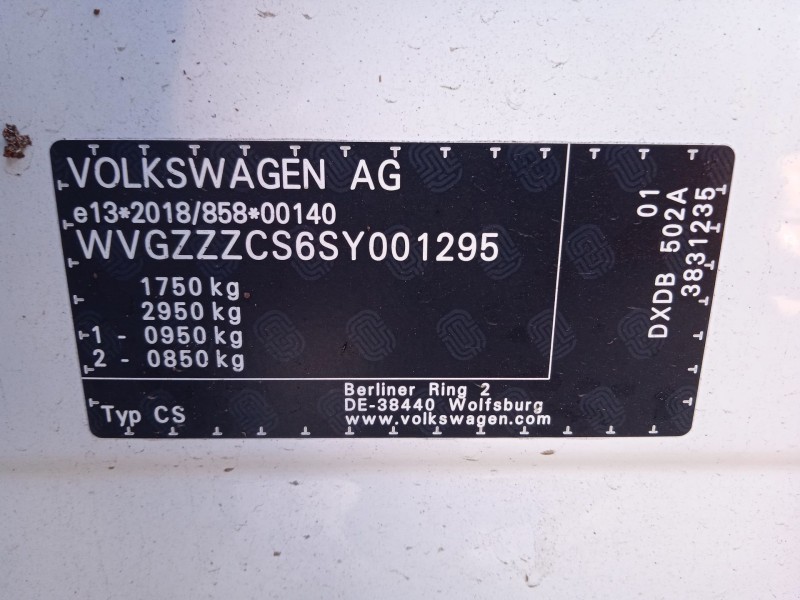 VOLKSWAGEN AG
e13*2018/858*00140
WVGZZZCS6SY001295
1750 kg
2950 kg
1 - 0950 kg
2 - 0850 kg
Typ CS
Berliner Ring 2
DE-38440 Wolfsburg
www.volkswagen.com
01
DXDB 502A
3831235